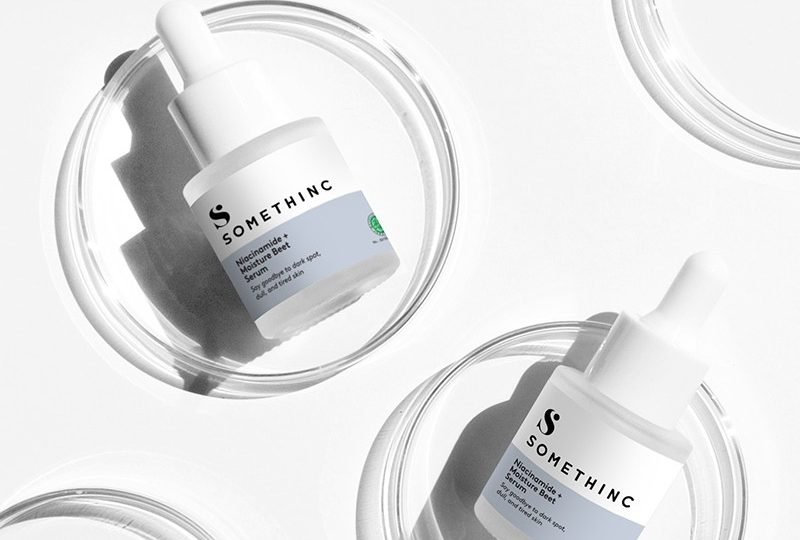 S
SOMETHINC
Niacinamide +
Moisture Beet
Serum
Say goodbye to dark spot,
dull, and tired skin
S
SOMETHINC
Niacinamide +
Moisture Beet
Serum
Say goodbye to dark spot,
dull, and tired skin